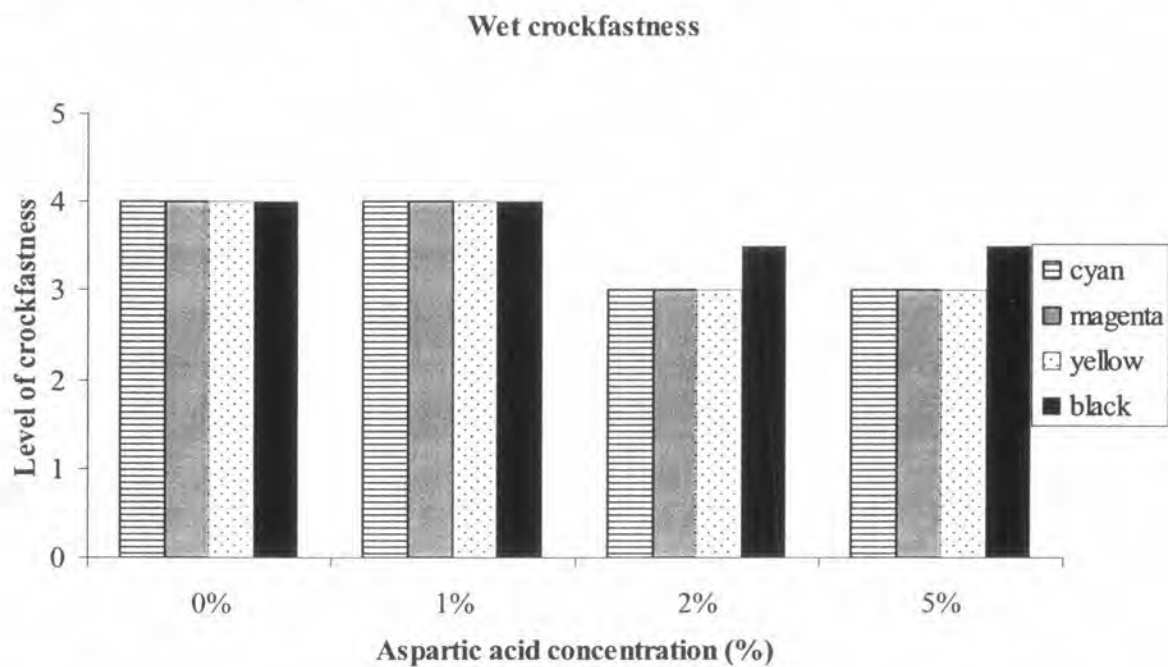 Wet crockfastness
Level of crockfastness
5
4
3
2
1
0
0%
1%
2%
5%
Aspartic acid concentration (%)
cyan
magenta
yellow
black